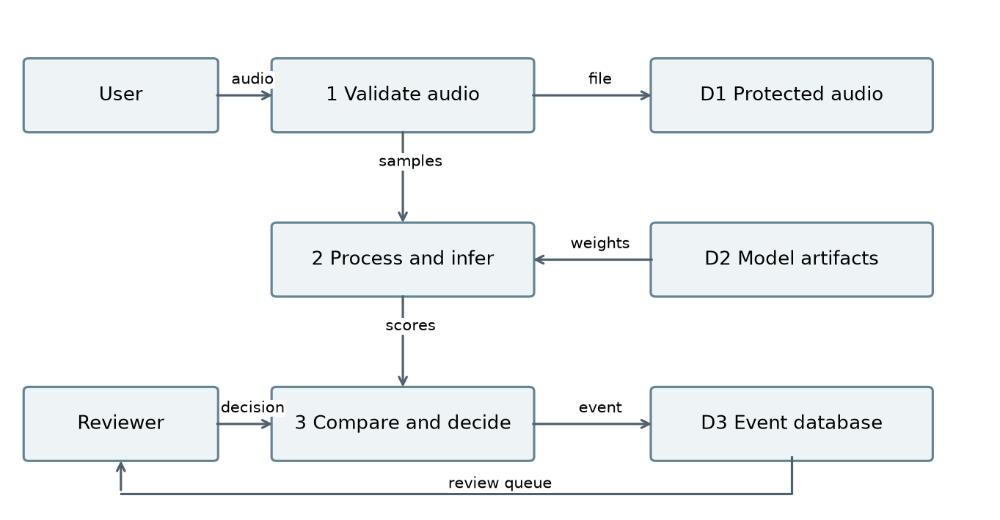 User
audio
1 Validate audio
file
D1 Protected audio
samples
2 Process and infer
weights
D2 Model artifacts
scores
Reviewer
decision
3 Compare and decide
event
D3 Event database
review queue